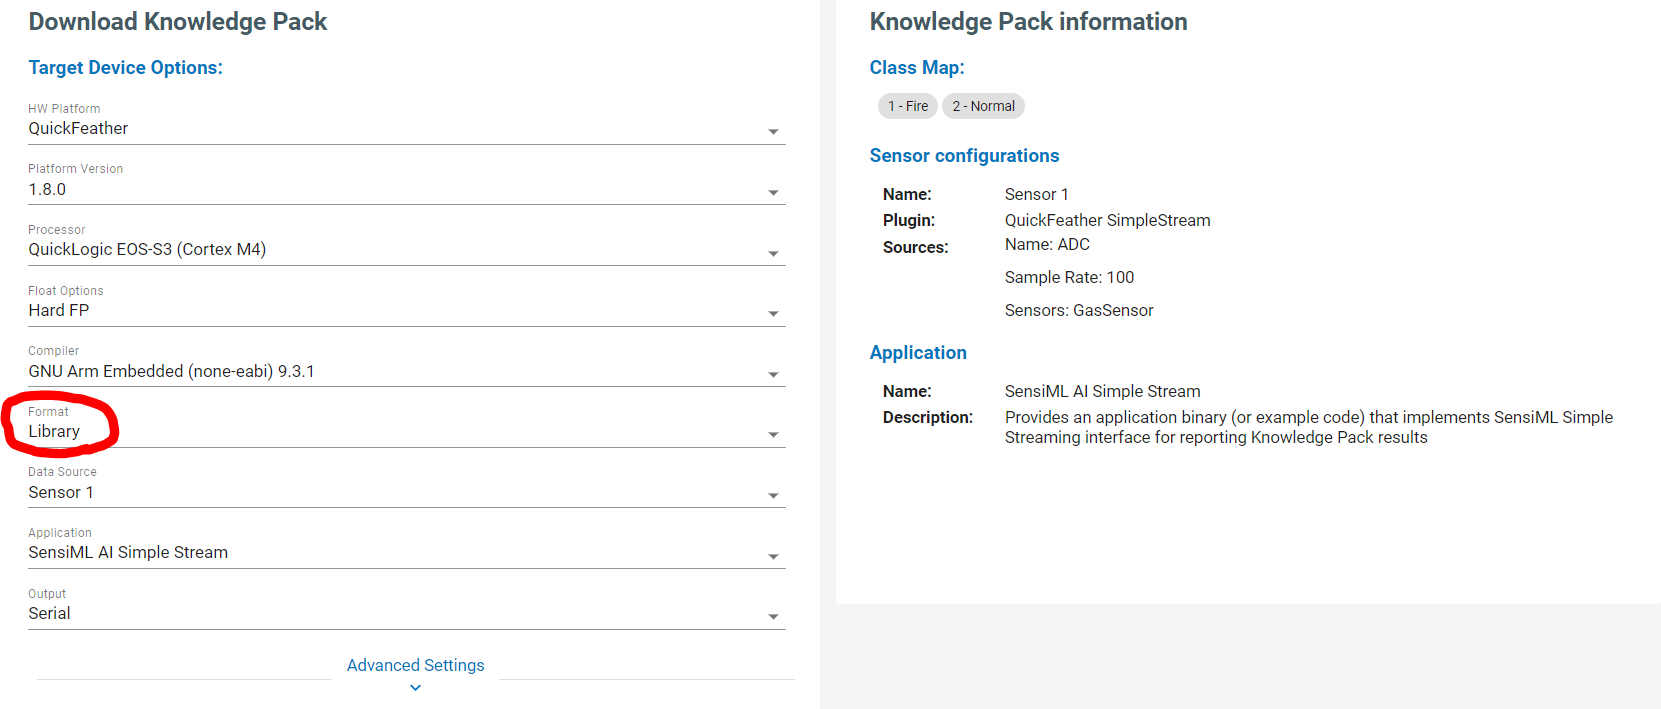 Download Knowledge Pack
Target Device Options:
HW Platform
QuickFeather
Platform Version
1.8.0
Processor
QuickLogic EOS-S3 (Cortex M4)
Float Options
Hard FP
Compiler
GNU Arm Embedded (none-eabi) 9.3.1
Format
Library
Data Source
Sensor 1
Application
SensiML AI Simple Stream
Output
Serial
Advanced Settings
Knowledge Pack information
Class Map:
1 - Fire 2 - Normal
Sensor configurations
Name: Sensor 1
Plugin: QuickFeather SimpleStream
Sources: Name: ADC
Sample Rate: 100
Sensors: GasSensor
Application
Name: SensiML AI Simple Stream
Description: Provides an application binary (or example code) that implements SensiML Simple
Streaming interface for reporting Knowledge Pack results